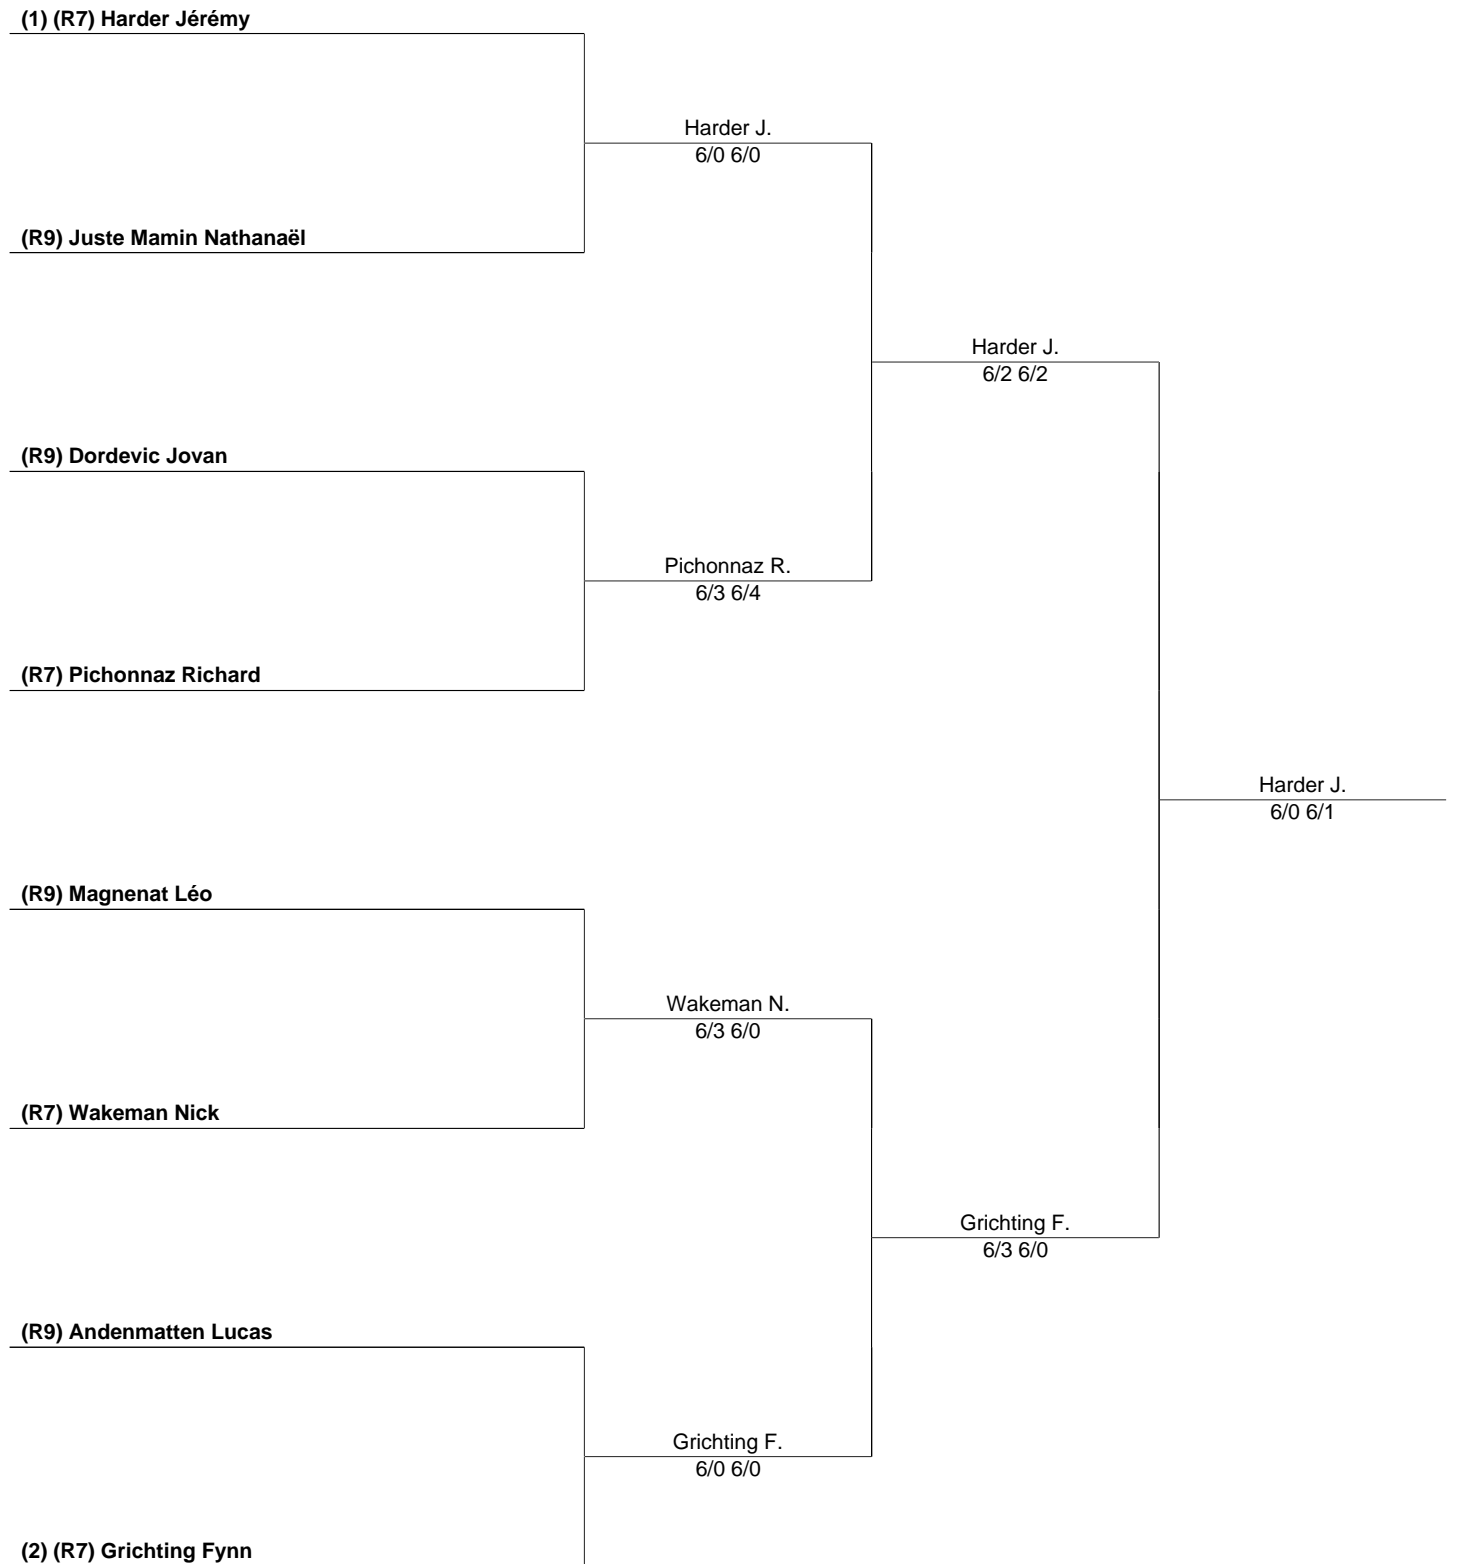 (1) (R7) Harder Jérémy
Harder J.
6/0 6/0
(R9) Juste Mamin Nathanaël
Harder J.
6/2 6/2
(R9) Dordevic Jovan
Pichonnaz R.
6/3 6/4
(R7) Pichonnaz Richard
Harder J.
6/0 6/1
(R9) Magnenat Léo
Wakeman N.
6/3 6/0
(R7) Wakeman Nick
Grichting F.
6/3 6/0
(R9) Andenmatten Lucas
Grichting F.
6/0 6/0
(2) (R7) Grichting Fynn